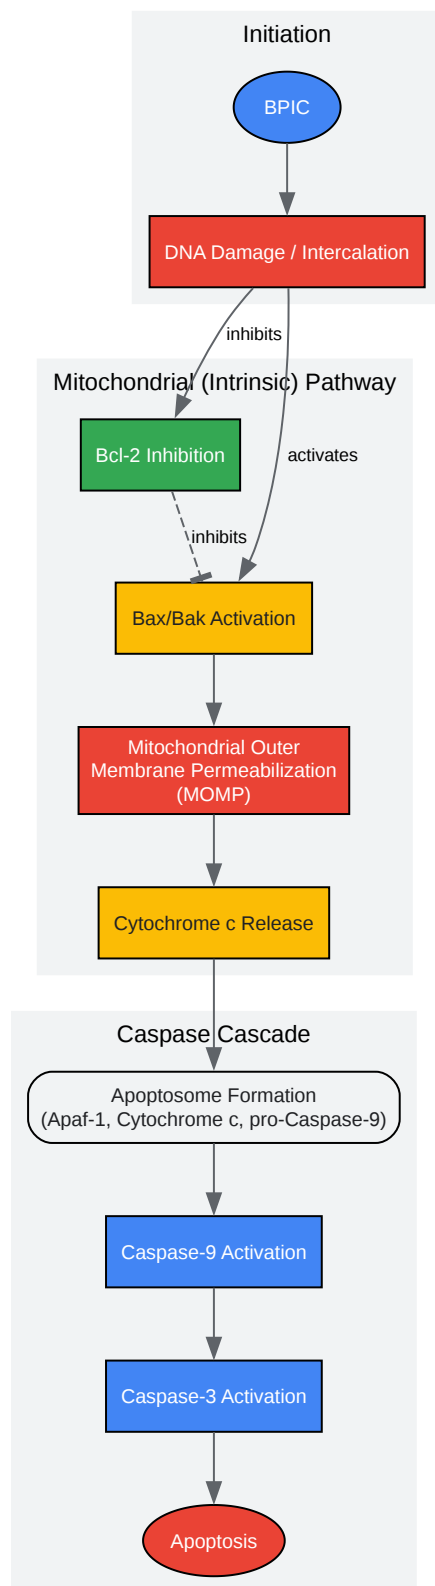 Initiation
BPIC
DNA Damage / Intercalation
inhibits
Mitochondrial (Intrinsic) Pathway
Bcl-2 Inhibition
activates
inhibits
Bax/Bak Activation
Mitochondrial Outer
Membrane Permeabilization
(MOMP)
Cytochrome c Release
Caspase Cascade
Apoptosome Formation
(Apaf-1, Cytochrome c, pro-Caspase-9)
Caspase-9 Activation
Caspase-3 Activation
Apoptosis